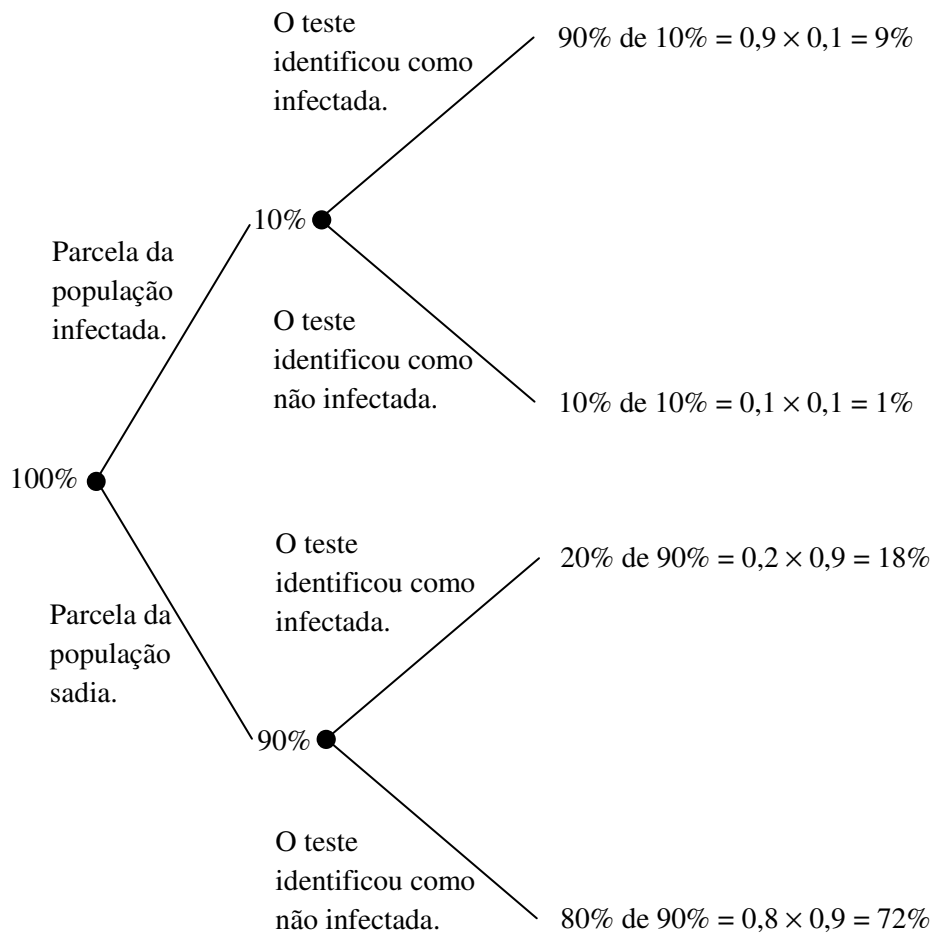 O teste
identificou como
infectada.
90% de 10% = 0,9 × 0,1 = 9%
10%
Parcela da
população
infectada.
O teste
identificou como
não infectada.
10% de 10% = 0,1 × 0,1 = 1%
100%
O teste
identificou como
infectada.
20% de 90% = 0,2 × 0,9 = 18%
Parcela da
população
sadia.
90%
O teste
identificou como
não infectada.
80% de 90% = 0,8 × 0,9 = 72%